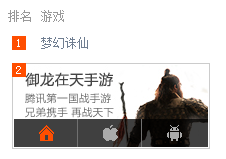 排名 游戏
1 梦幻诛仙
2
御龙在天手游
腾讯第一国战手游
兄弟携手 再战天下